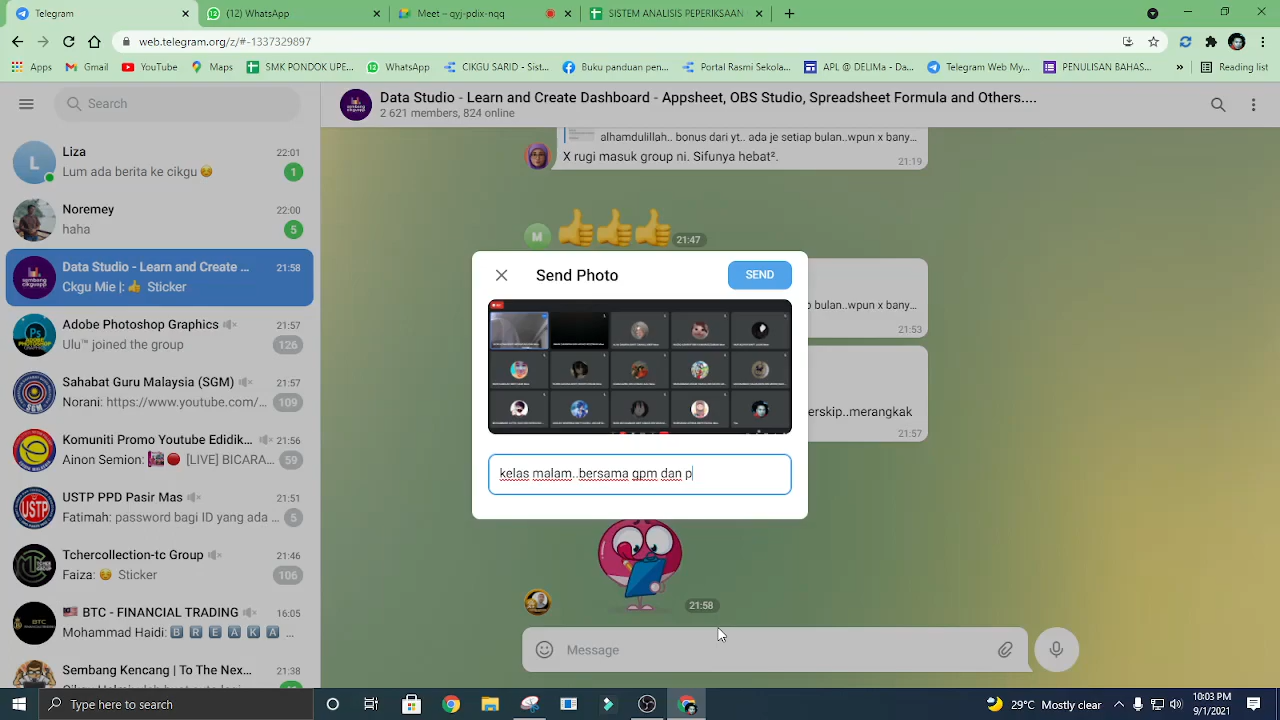 Telegram
(12) WhatsApp
Meet – qyj-pdix-nqq
SISTEM ANALISIS PEPERIKSAAN
web.telegram.org/z/#-1337329897
Apps
Gmail
YouTube
Maps
SMK PONDOK UPE...
WhatsApp
CIKGU SARID - Sist...
Buku panduan pen...
Portal Rasmi Sekola...
APL @ DELIMa - Da...
Telegram Web My...
PENULISAN BAHAS...
»
Reading list
Search
Data Studio - Learn and Create Dashboard - Appsheet, OBS Studio, Spreadsheet Formula and Others....
2 621 members, 824 online
Liza
22:01
Lum ada berita ke cikgu 😔
1
Noremey
22:00
haha
5
Data Studio - Learn and Create ...
21:58
Ckgu Mie |: 👍 Sticker
Adobe Photoshop Graphics
21:57
Ulu™ joined the group
126
Sahabat Guru Malaysia (SGM)
21:57
Norani: https://www.youtube.com/...
109
Komuniti Promo Youtube Edidik...
21:56
Ainon Semion: 🔴 [LIVE] BICARA...
59
USTP PPD Pasir Mas
21:51
Fatimah: password bagi ID yang ada ...
5
Tchercollection-tc Group
21:46
Faiza: 😔 Sticker
106
🇲🇾 BTC - FINANCIAL TRADING
16:05
Mohammad Haidi: 🅱 🆁 🅴 🅰 🅺 🅰 ...
Sembang Kencang | To The Nex...
21:38
alhamdulillah.. bonus dari yt.. ada je setiap bulan..wpun x bany...
X rugi masuk group ni. Sifunya hebat².
21:19
M
👍👍👍
21:47
Send Photo
SEND
p bulan..wpun x bany...
21:53
kelas malam..bersama gpm dan p
erskip..merangkak
21:57
21:58
Message
Type here to search
29°C Mostly clear
10:03 PM
9/1/2021